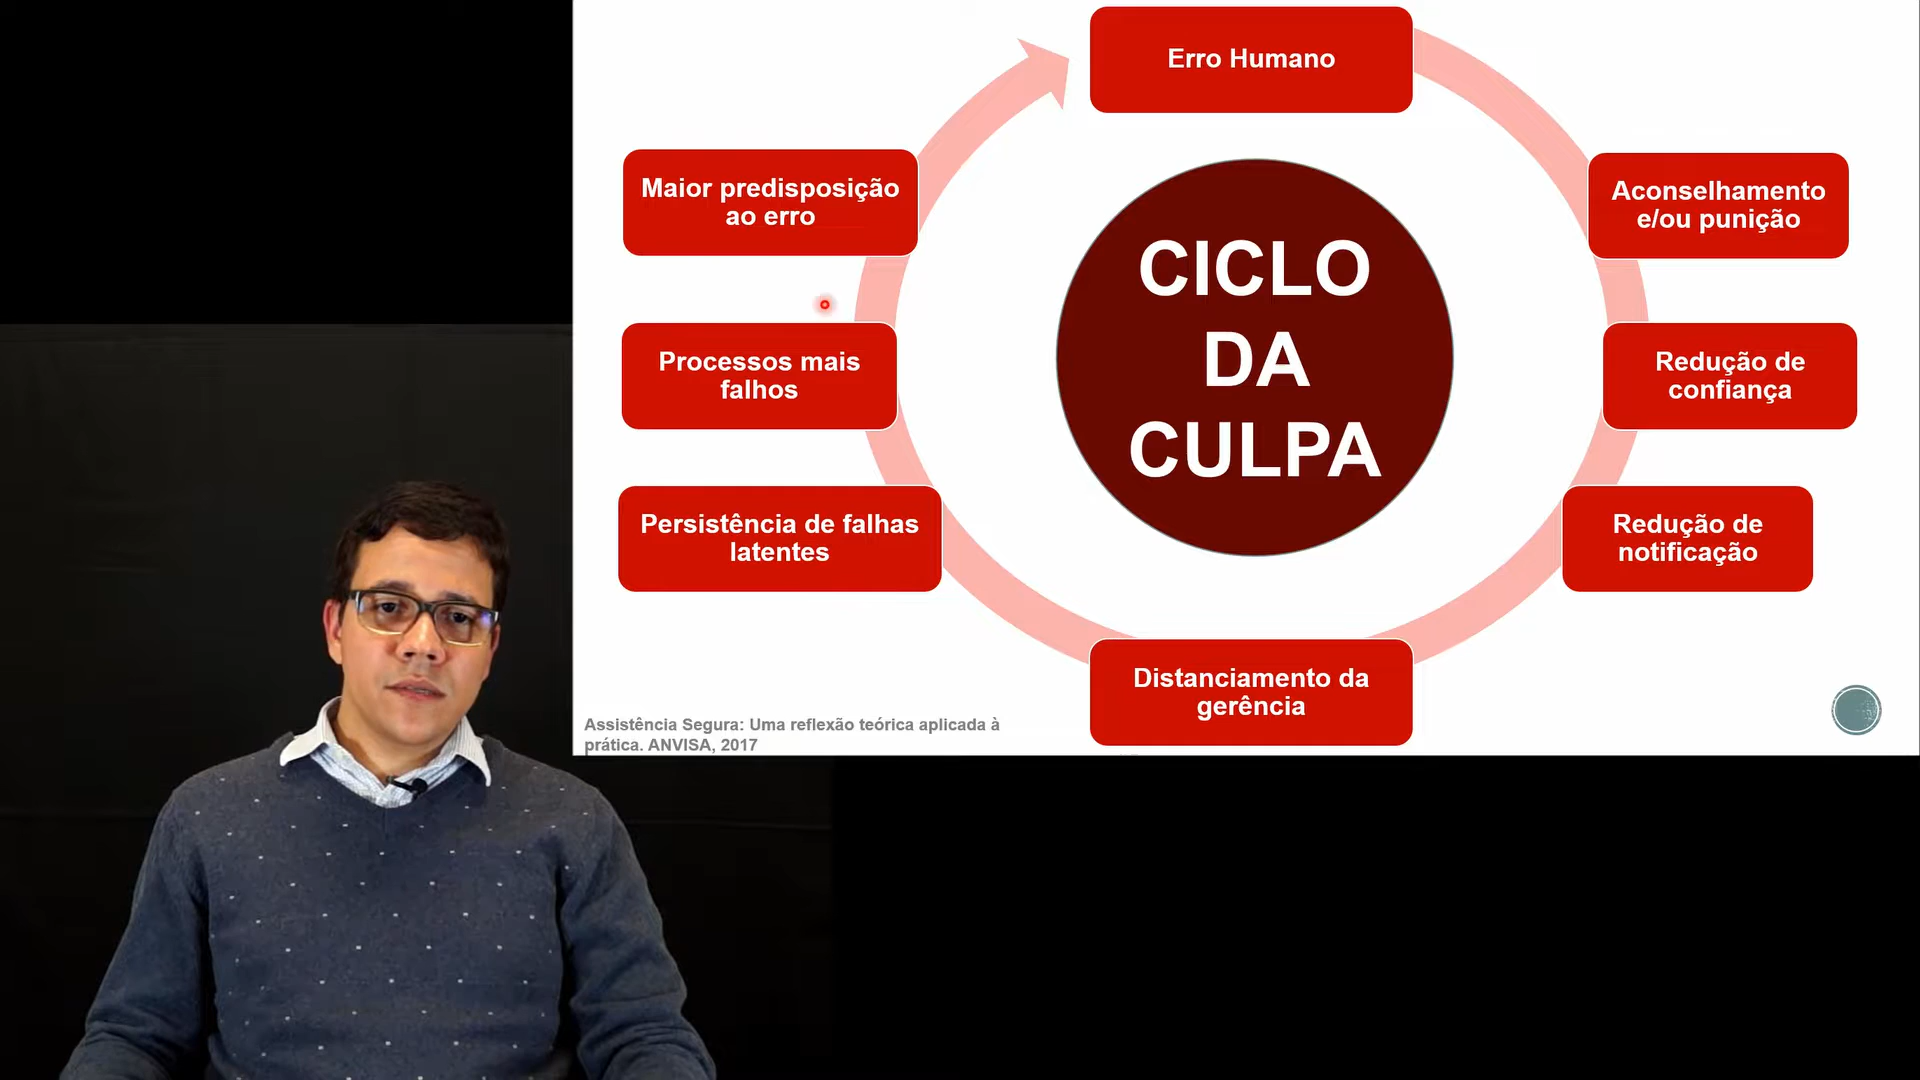 Erro Humano
Aconselhamento
e/ou punição
Redução de
confiança
Redução de
notificação
Distanciamento da
gerência
Persistência de falhas
latentes
Processos mais
falhos
Maior predisposição
ao erro
CICLO
DA
CULPA
Assistência Segura: Uma reflexão teórica aplicada à
prática. ANVISA, 2017